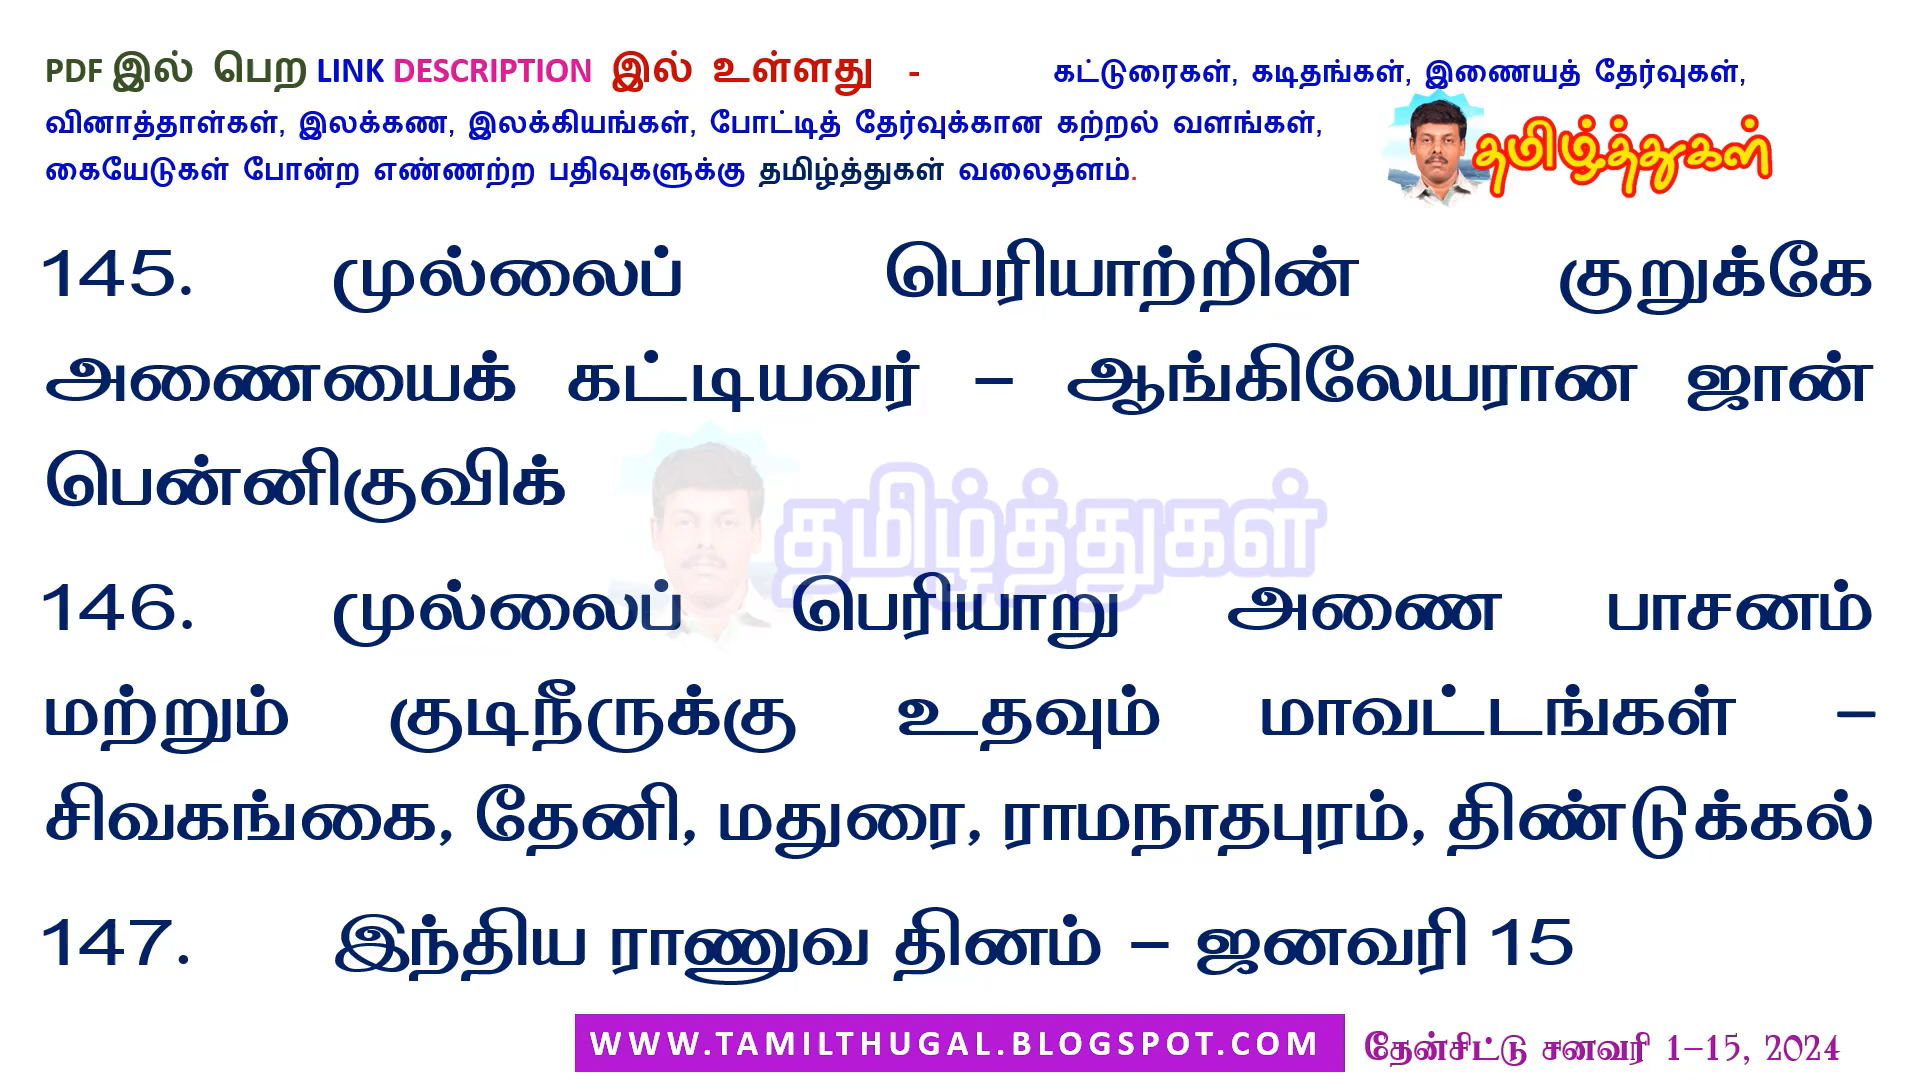 PDF இல் பெற LINK DESCRIPTION இல் உள்ளது - கட்டுரைகள், கடிதங்கள், இணையத் தேர்வுகள்,
வினாத்தாள்கள், இலக்கண, இலக்கியங்கள், போட்டித் தேர்வுக்கான கற்றல் வளங்கள்,
கையேடுகள் போன்ற எண்ணற்ற பதிவுகளுக்கு தமிழ்த்துகள் வலைதளம்.
தமிழ்த்துகள்
145. முல்லைப் பெரியாற்றின் குறுக்கே
அணையைக் கட்டியவர் – ஆங்கிலேயரான ஜான்
பென்னிகுவிக்
தமிழ்த்துகள்
146. முல்லைப் பெரியாறு அணை பாசனம்
மற்றும் குடிநீருக்கு உதவும் மாவட்டங்கள் –
சிவகங்கை, தேனி, மதுரை, ராமநாதபுரம், திண்டுக்கல்
147. இந்திய ராணுவ தினம் – ஜனவரி 15
WWW.TAMILTHUGAL.BLOGSPOT.COM
தேன்சிட்டு சனவரி 1–15, 2024